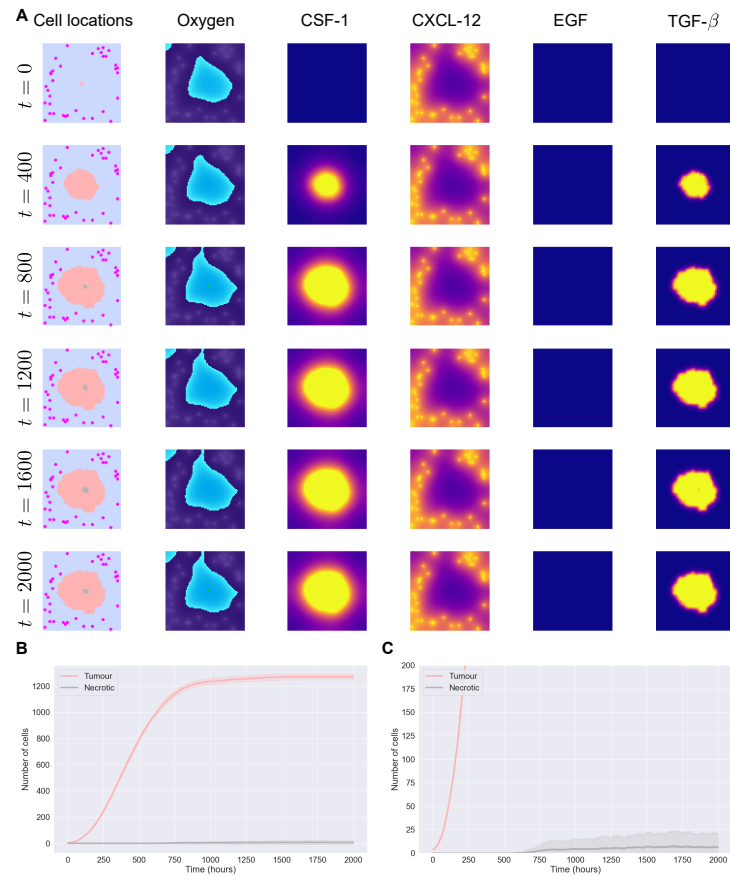 A Cell locations Oxygen CSF-1 CXCL-12 EGF TGF-β
t = 0
t = 400
t = 800
t = 1200
t = 1600
t = 2000
B
Tumour
Necrotic
Number of cells
1200
1000
800
600
400
200
0
0 250 500 750 1000 1250 1500 1750 2000
Time (hours)
C
Tumour
Necrotic
Number of cells
200
175
150
125
100
75
50
25
0
0 250 500 750 1000 1250 1500 1750 2000
Time (hours)